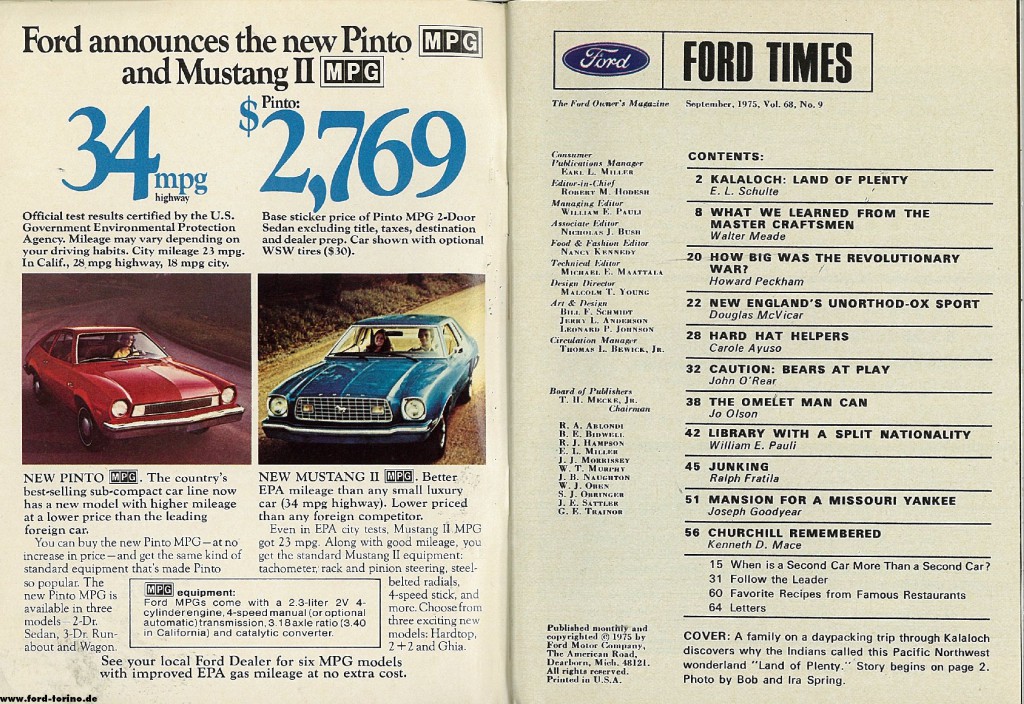 Ford announces the new Pinto MPG
and Mustang II MPG
34 mpg
highway
Pinto:
$2,769
Official test results certified by the U.S.
Government Environmental Protection
Agency. Mileage may vary depending on
your driving habits. City mileage 23 mpg.
In Calif., 28 mpg highway, 18 mpg city.
Base sticker price of Pinto MPG 2-Door
Sedan excluding title, taxes, destination
and dealer prep. Car shown with optional
WSW tires ($30).
NEW PINTO MPG. The country's
best-selling sub-compact car line now
has a new model with higher mileage
at a lower price than the leading
foreign car.
You can buy the new Pinto MPG—at no
increase in price—and get the same kind of
standard equipment that's made Pinto
so popular. The
new Pinto MPG is
available in three
models—2-Dr.
Sedan, 3-Dr. Run-
about and Wagon.
NEW MUSTANG II MPG. Better
EPA mileage than any small luxury
car (34 mpg highway). Lower priced
than any foreign competitor.
Even in EPA city tests, Mustang II MPG
got 23 mpg. Along with good mileage, you
get the standard Mustang II equipment:
tachometer, rack and pinion steering, steel-
belted radials,
4-speed stick, and
more. Choose from
three exciting new
models: Hardtop,
2+2 and Ghia.
MPG equipment:
Ford MPGs come with a 2.3-liter 2V 4-
cylinder engine, 4-speed manual (or optional
automatic) transmission, 3.18 axle ratio (3.40
in California) and catalytic converter.
See your local Ford Dealer for six MPG models
with improved EPA gas mileage at no extra cost.
www.ford-torino.de
Ford
FORD TIMES
The Ford Owner's Magazine
September, 1975, Vol. 68, No. 9
Consumer
Publications Manager
EARL L. MILLER
Editor-in-Chief
ROBERT M. HODESH
Managing Editor
WILLIAM E. PAULI
Associate Editor
NICHOLAS J. BUSH
Food & Fashion Editor
NANCY KENNEDY
Technical Editor
MICHAEL E. MAATTALA
Design Director
MALCOLM T. YOUNG
Art & Design
BILL F. SCHMIDT
JERRY L. ANDERSON
LEONARD P. JOHNSON
Circulation Manager
THOMAS L. BEWICK, JR.
Board of Publishers
T. H. MECKE, JR.
Chairman
R. A. ABLONDI
B. E. BIDWELL
R. J. HAMPSON
E. L. MILLER
J. J. MORRISSEY
W. T. MURPHY
J. B. NAUGHTON
W. J. OBEN
S. J. OBRINGER
J. E. SATTLER
G. E. TRAINOR
Published monthly and
copyrighted © 1975 by
Ford Motor Company,
The American Road,
Dearborn, Mich. 48121.
All rights reserved.
Printed in U.S.A.
CONTENTS:
2 KALALOCH: LAND OF PLENTY
E. L. Schulte
8 WHAT WE LEARNED FROM THE
MASTER CRAFTSMEN
Walter Meade
20 HOW BIG WAS THE REVOLUTIONARY
WAR?
Howard Peckham
22 NEW ENGLAND'S UNORTHOD-OX SPORT
Douglas McVicar
28 HARD HAT HELPERS
Carole Ayuso
32 CAUTION: BEARS AT PLAY
John O'Rear
38 THE OMELET MAN CAN
Jo Olson
42 LIBRARY WITH A SPLIT NATIONALITY
William E. Pauli
45 JUNKING
Ralph Fratila
51 MANSION FOR A MISSOURI YANKEE
Joseph Goodyear
56 CHURCHILL REMEMBERED
Kenneth D. Mace
15 When is a Second Car More Than a Second Car?
31 Follow the Leader
60 Favorite Recipes from Famous Restaurants
64 Letters
COVER: A family on a daypacking trip through Kalaloch
discovers why the Indians called this Pacific Northwest
wonderland "Land of Plenty." Story begins on page 2.
Photo by Bob and Ira Spring.